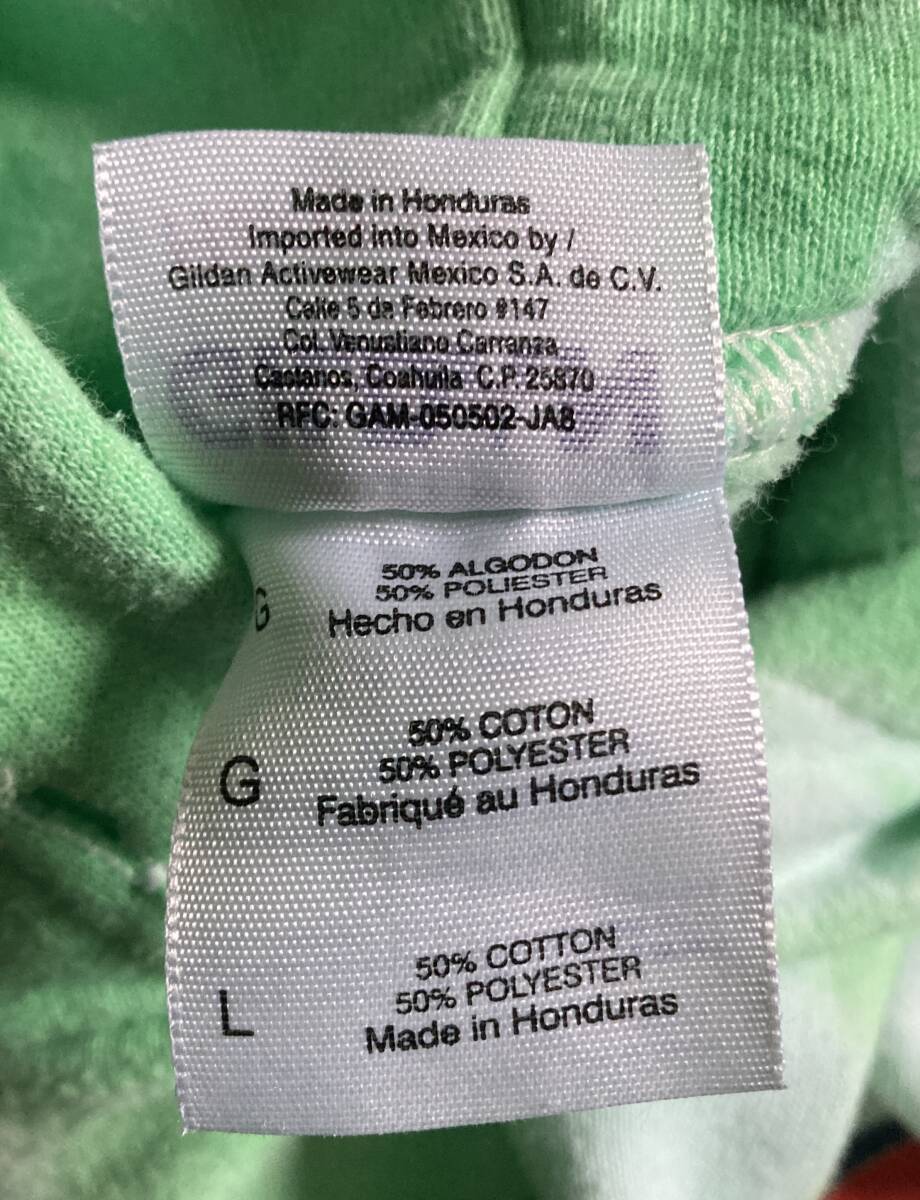 Made in Honduras
Imported into Mexico by /
Gildan Activewear Mexico S.A. de C.V.
Calle 5 de Febrero #147
Col. Venustiano Carranza
Castanos, Coahuila C.P. 25870
RFC: GAM-050502-JA8
50% ALGODON
50% POLIESTER
G Hecho en Honduras
50% COTON
50% POLYESTER
G Fabriqué au Honduras
50% COTTON
50% POLYESTER
L Made in Honduras